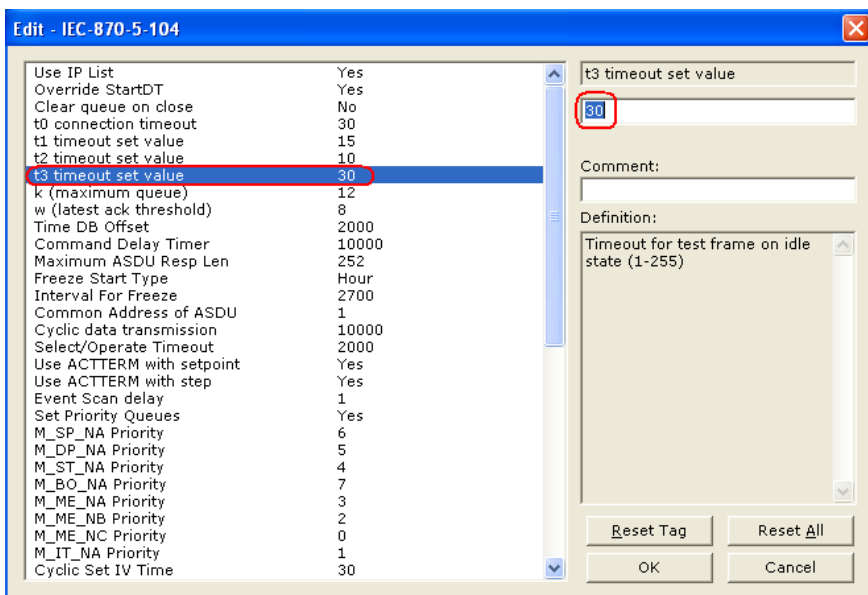 Edit - IEC-870-5-104
Use IP List Yes
Override StartDT Yes
Clear queue on close No
t0 connection timeout 30
t1 timeout set value 15
t2 timeout set value 10
t3 timeout set value 30
k (maximum queue) 12
w (latest ack threshold) 8
Time DB Offset 2000
Command Delay Timer 10000
Maximum ASDU Resp Len 252
Freeze Start Type Hour
Interval For Freeze 2700
Common Address of ASDU 1
Cyclic data transmission 10000
Select/Operate Timeout 2000
Use ACTTERM with setpoint Yes
Use ACTTERM with step Yes
Event Scan delay 1
Set Priority Queues Yes
M_SP_NA Priority 6
M_DP_NA Priority 5
M_ST_NA Priority 4
M_BO_NA Priority 7
M_ME_NA Priority 3
M_ME_NB Priority 2
M_ME_NC Priority 0
M_IT_NA Priority 1
Cyclic Set IV Time 30
t3 timeout set value
30
Comment:
Definition:
Timeout for test frame on idle
state (1-255)
Reset Tag
Reset All
OK
Cancel